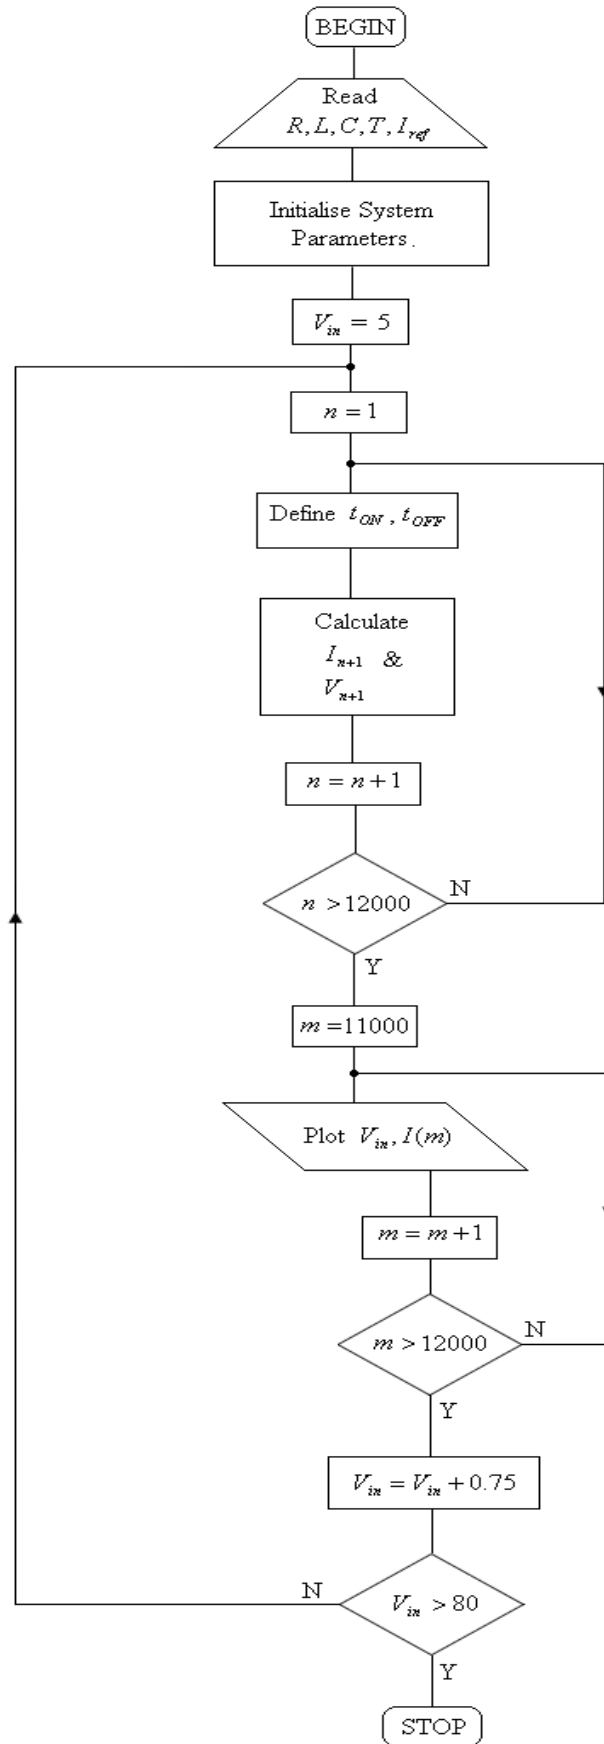 BEGIN
Read
R, L, C, T, I_ref
Initialise System
Parameters.
V_in = 5
n = 1
Define t_ON, t_OFF
Calculate
I_n+1 &
V_n+1
n = n + 1
n > 12000
N
Y
m = 11000
Plot V_in, I(m)
m = m + 1
m > 12000
N
Y
V_in = V_in + 0.75
N
V_in > 80
Y
STOP